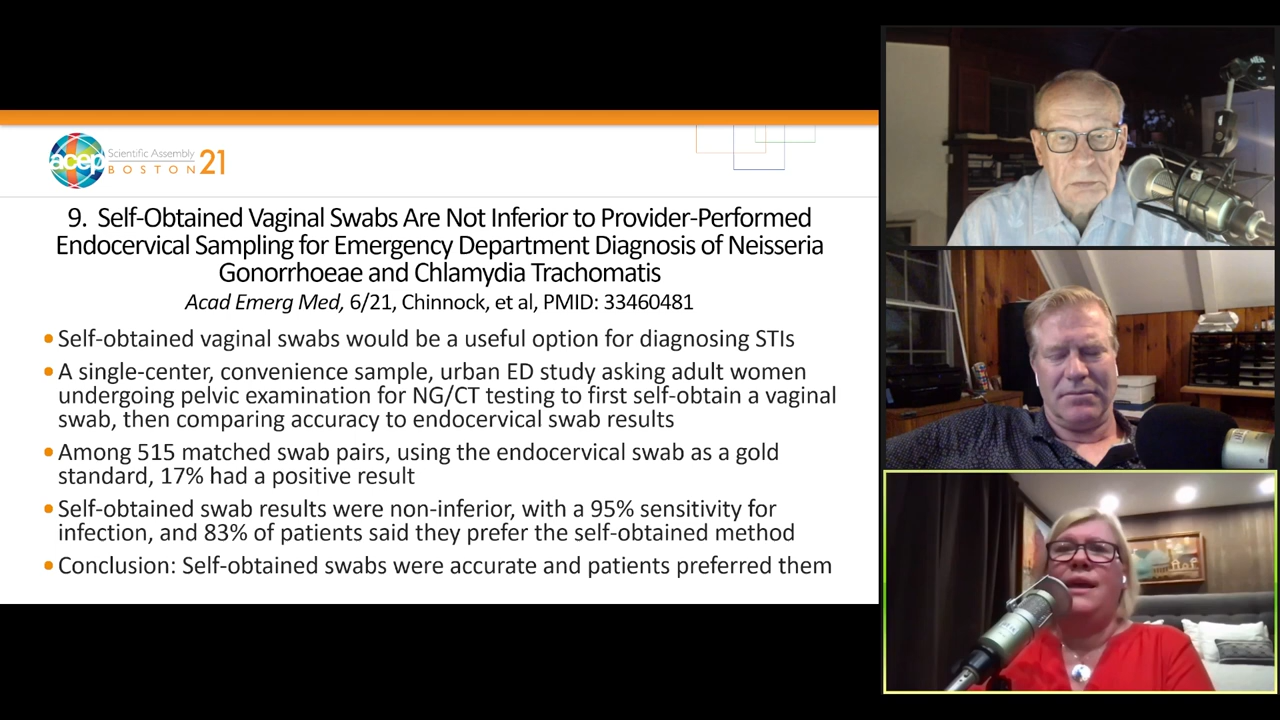 acep
Scientific Assembly
BOSTON 21
9. Self-Obtained Vaginal Swabs Are Not Inferior to Provider-Performed
Endocervical Sampling for Emergency Department Diagnosis of Neisseria
Gonorrhoeae and Chlamydia Trachomatis
Acad Emerg Med, 6/21, Chinnock, et al, PMID: 33460481
• Self-obtained vaginal swabs would be a useful option for diagnosing STIs
• A single-center, convenience sample, urban ED study asking adult women
undergoing pelvic examination for NG/CT testing to first self-obtain a vaginal
swab, then comparing accuracy to endocervical swab results
• Among 515 matched swab pairs, using the endocervical swab as a gold
standard, 17% had a positive result
• Self-obtained swab results were non-inferior, with a 95% sensitivity for
infection, and 83% of patients said they prefer the self-obtained method
• Conclusion: Self-obtained swabs were accurate and patients preferred them